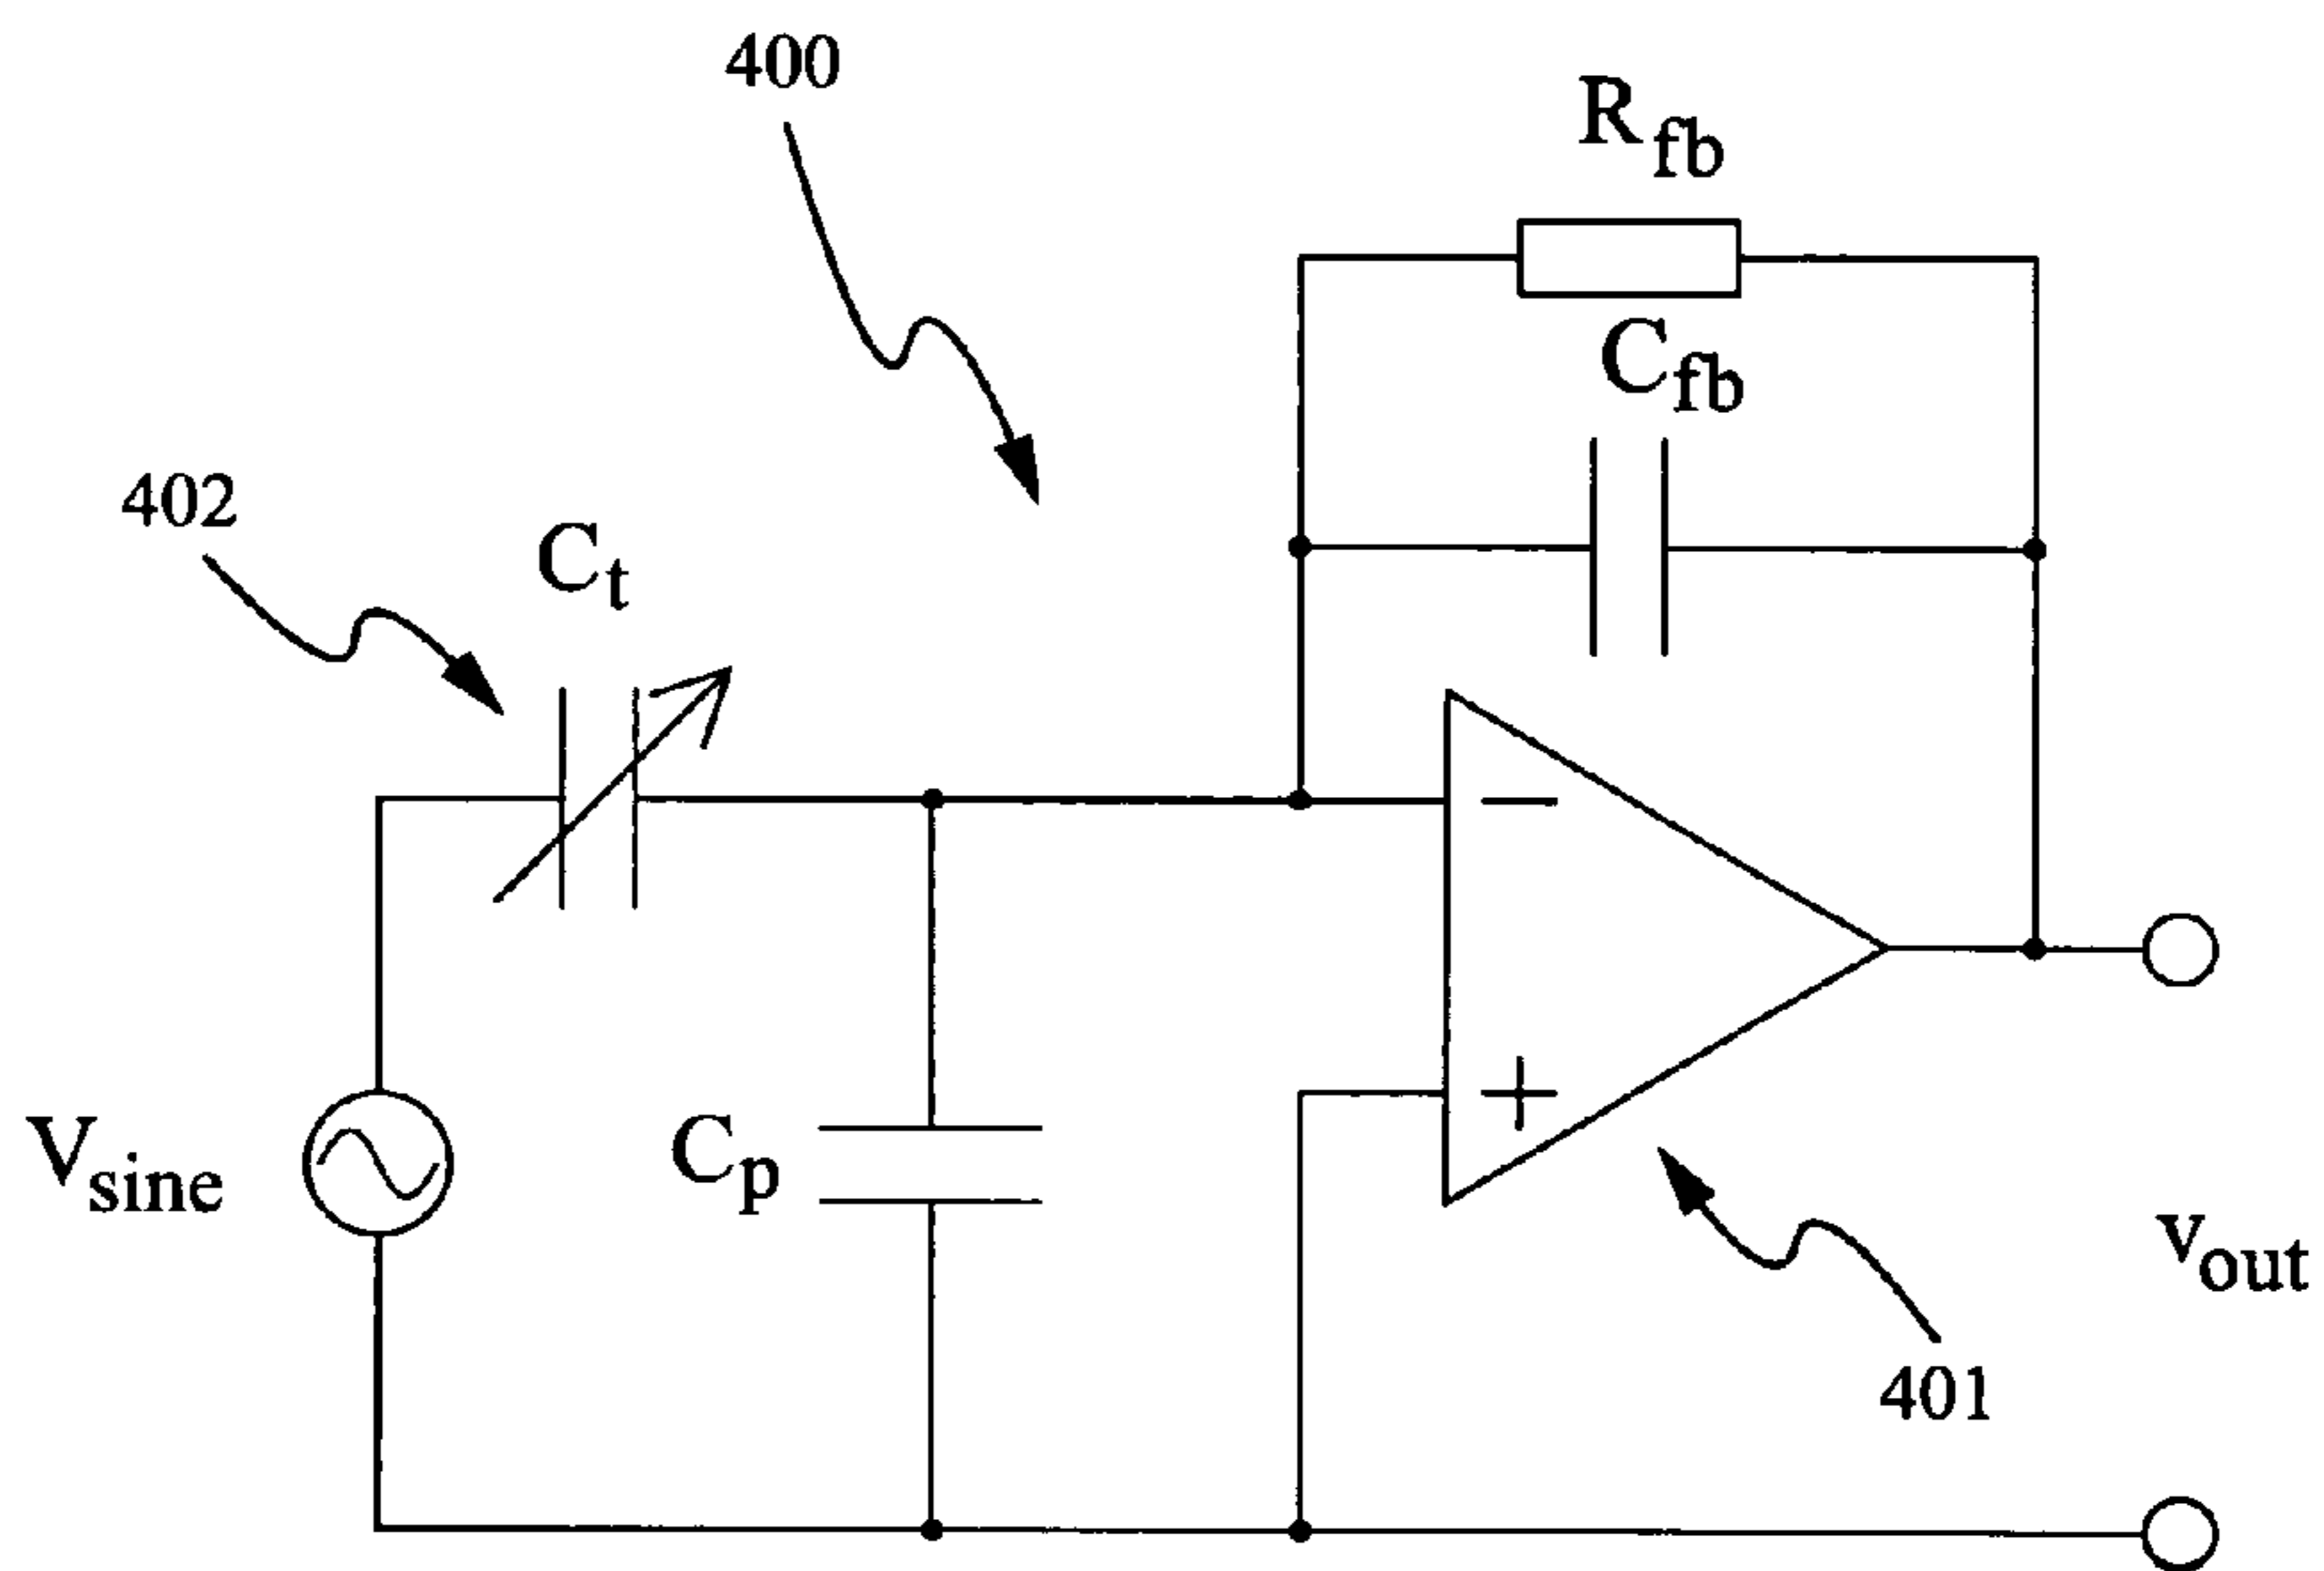 400
R_fb
C_fb
402
C_t
−
+
V_sine
C_p
v_out
401